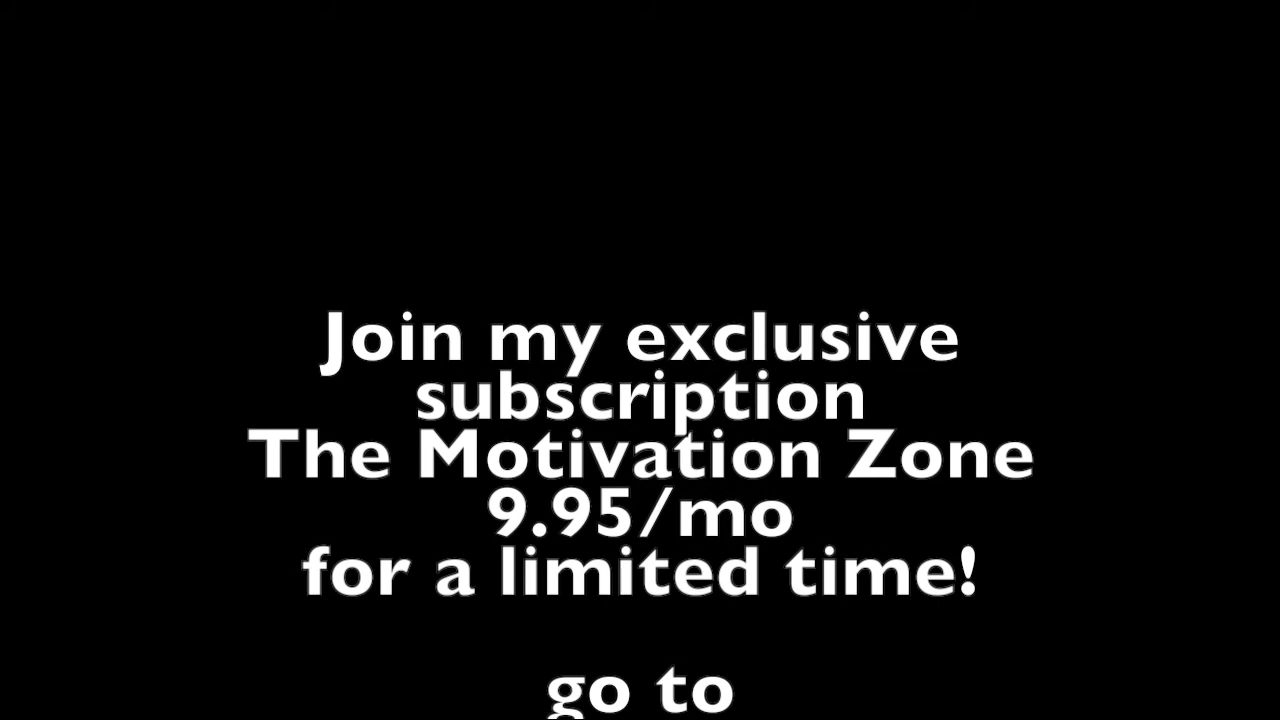 Join my exclusive
subscription
The Motivation Zone
9.95/mo
for a limited time!
go to